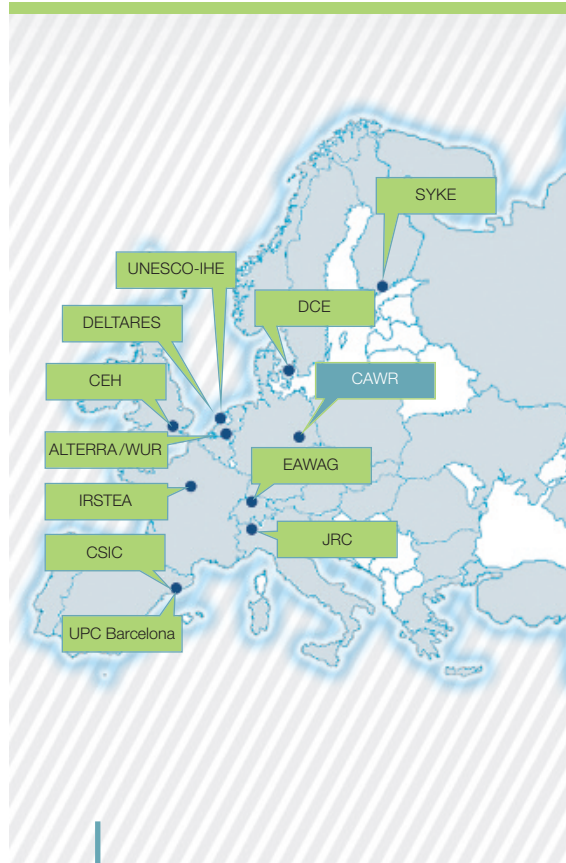 SYKE
UNESCO-IHE
DCE
DELTARES
CEH
CAWR
ALTERRA/WUR
EAWAG
IRSTEA
JRC
CSIC
UPC Barcelona